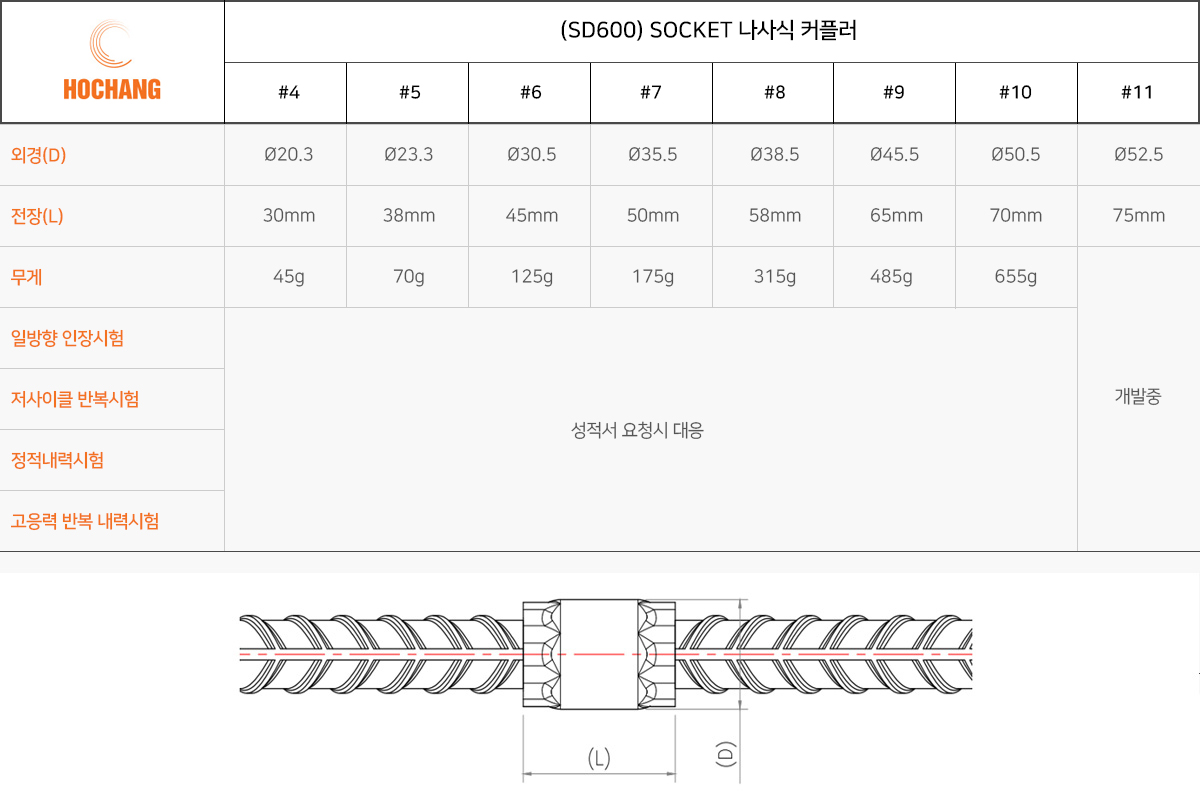 HOCHANG
(SD600) SOCKET 나사식 커플러
#4 #5 #6 #7 #8 #9 #10 #11
외경(D) Ø20.3 Ø23.3 Ø30.5 Ø35.5 Ø38.5 Ø45.5 Ø50.5 Ø52.5
전장(L) 30mm 38mm 45mm 50mm 58mm 65mm 70mm 75mm
무게 45g 70g 125g 175g 315g 485g 655g
일방향 인장시험
저사이클 반복시험
개발중
성적서 요청시 대응
정적내력시험
고응력 반복 내력시험
(L)
(D)